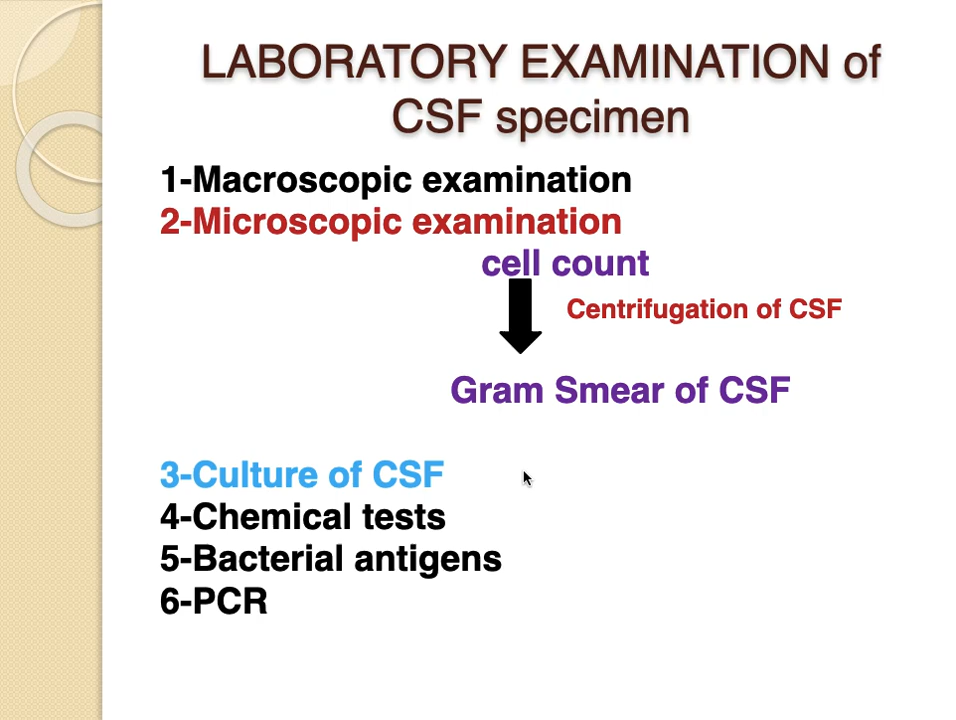 LABORATORY EXAMINATION of
CSF specimen
1-Macroscopic examination
2-Microscopic examination
cell count
Centrifugation of CSF
Gram Smear of CSF
3-Culture of CSF
4-Chemical tests
5-Bacterial antigens
6-PCR